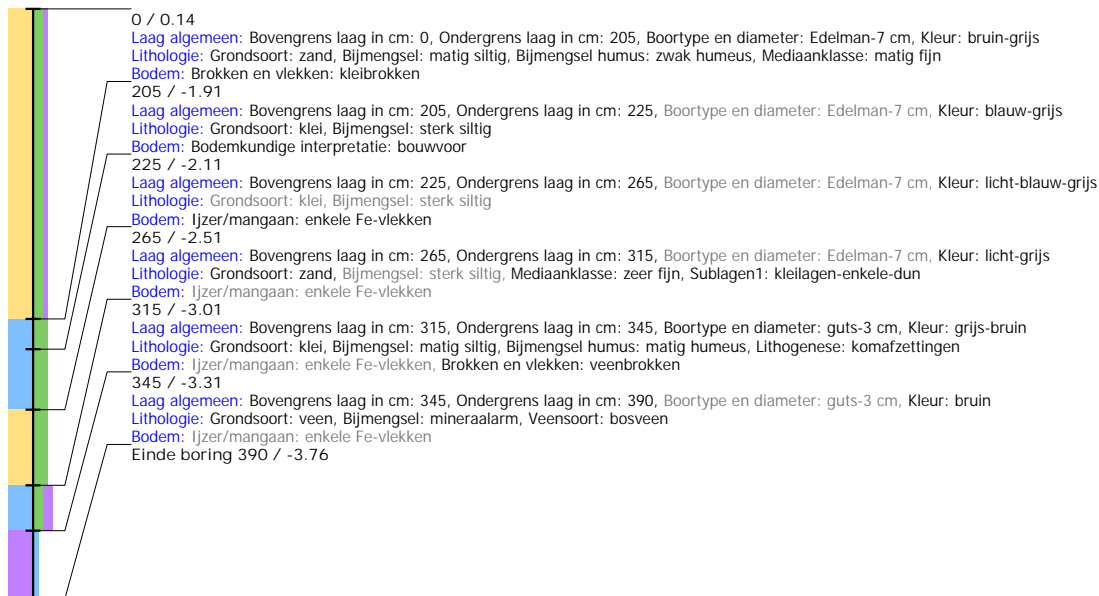 0 / 0.14
Laag algemeen: Bovengrens laag in cm: 0, Ondergrens laag in cm: 205, Boortype en diameter: Edelman-7 cm, Kleur: bruin-grijs
Lithologie: Grondsoort: zand, Bijmengsel: matig siltig, Bijmengsel humus: zwak humeus, Mediaanklasse: matig fijn
Bodem: Brokken en vlekken: kleibrokken
205 / -1.91
Laag algemeen: Bovengrens laag in cm: 205, Ondergrens laag in cm: 225, Boortype en diameter: Edelman-7 cm, Kleur: blauw-grijs
Lithologie: Grondsoort: klei, Bijmengsel: sterk siltig
Bodem: Bodemkundige interpretatie: bouwvoor
225 / -2.11
Laag algemeen: Bovengrens laag in cm: 225, Ondergrens laag in cm: 265, Boortype en diameter: Edelman-7 cm, Kleur: licht-blauw-grijs
Lithologie: Grondsoort: klei, Bijmengsel: sterk siltig
Bodem: Ijzer/mangaan: enkele Fe-vlekken
265 / -2.51
Laag algemeen: Bovengrens laag in cm: 265, Ondergrens laag in cm: 315, Boortype en diameter: Edelman-7 cm, Kleur: licht-grijs
Lithologie: Grondsoort: zand, Bijmengsel: sterk siltig, Mediaanklasse: zeer fijn, Sublagen1: kleilagen-enkele-dun
Bodem: Ijzer/mangaan: enkele Fe-vlekken
315 / -3.01
Laag algemeen: Bovengrens laag in cm: 315, Ondergrens laag in cm: 345, Boortype en diameter: guts-3 cm, Kleur: grijs-bruin
Lithologie: Grondsoort: klei, Bijmengsel: matig siltig, Bijmengsel humus: matig humeus, Lithogenese: komafzettingen
Bodem: Ijzer/mangaan: enkele Fe-vlekken, Brokken en vlekken: veenbrokken
345 / -3.31
Laag algemeen: Bovengrens laag in cm: 345, Ondergrens laag in cm: 390, Boortype en diameter: guts-3 cm, Kleur: bruin
Lithologie: Grondsoort: veen, Bijmengsel: mineraalarm, Veensoort: bosveen
Bodem: Ijzer/mangaan: enkele Fe-vlekken
Einde boring 390 / -3.76